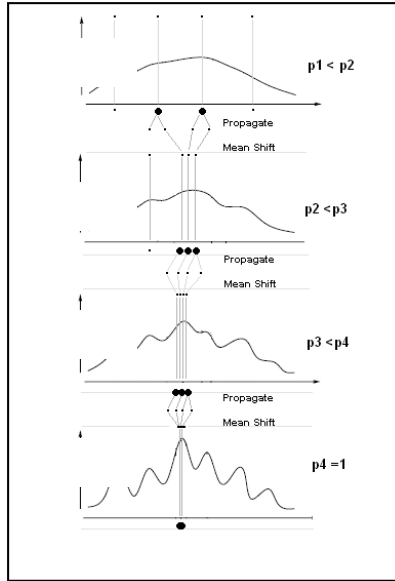 p1 < p2
Propagate
Mean Shift
p2 <p3
Propagate
Mean Shift
p3 <p4
Propagate
Mean Shift
p4 =1